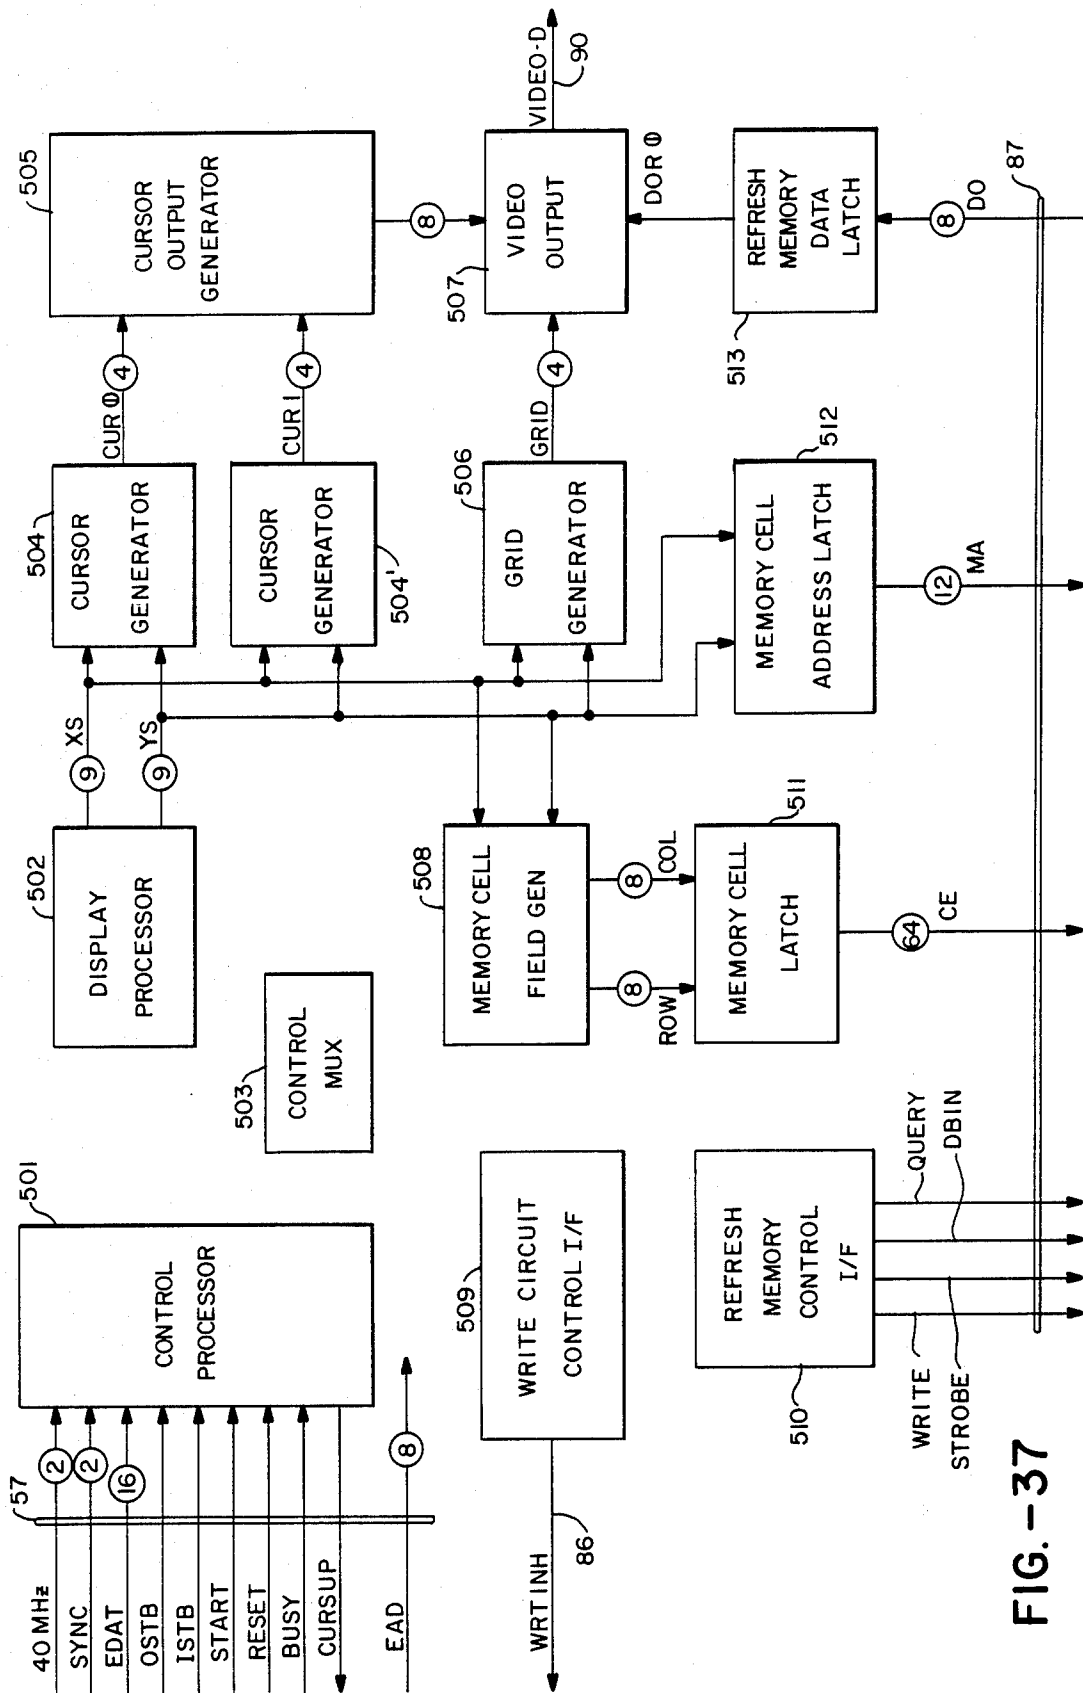 40 MHz
SYNC
EDAT
OSTB
ISTB
START
RESET
BUSY
CURSUP
EAD
57
2
2
16
8
501
CONTROL
PROCESSOR
502
DISPLAY
PROCESSOR
503
CONTROL
MUX
9
XS
9
YS
504
CURSOR
GENERATOR
CUR 0
4
504'
CURSOR
GENERATOR
CUR 1
4
505
CURSOR
OUTPUT
GENERATOR
8
506
GRID
GENERATOR
GRID
4
507
VIDEO
OUTPUT
VIDEO-D
90
DOR 0
508
MEMORY CELL
FIELD GEN
8
ROW
8
COL
509
WRITE CIRCUIT
CONTROL I/F
WRTINH
86
510
REFRESH
MEMORY
CONTROL
I/F
WRITE
STROBE
QUERY
DBIN
511
MEMORY CELL
LATCH
64
CE
512
MEMORY CELL
ADDRESS LATCH
12
MA
513
REFRESH
MEMORY
DATA
LATCH
8
DO
87
FIG.-37